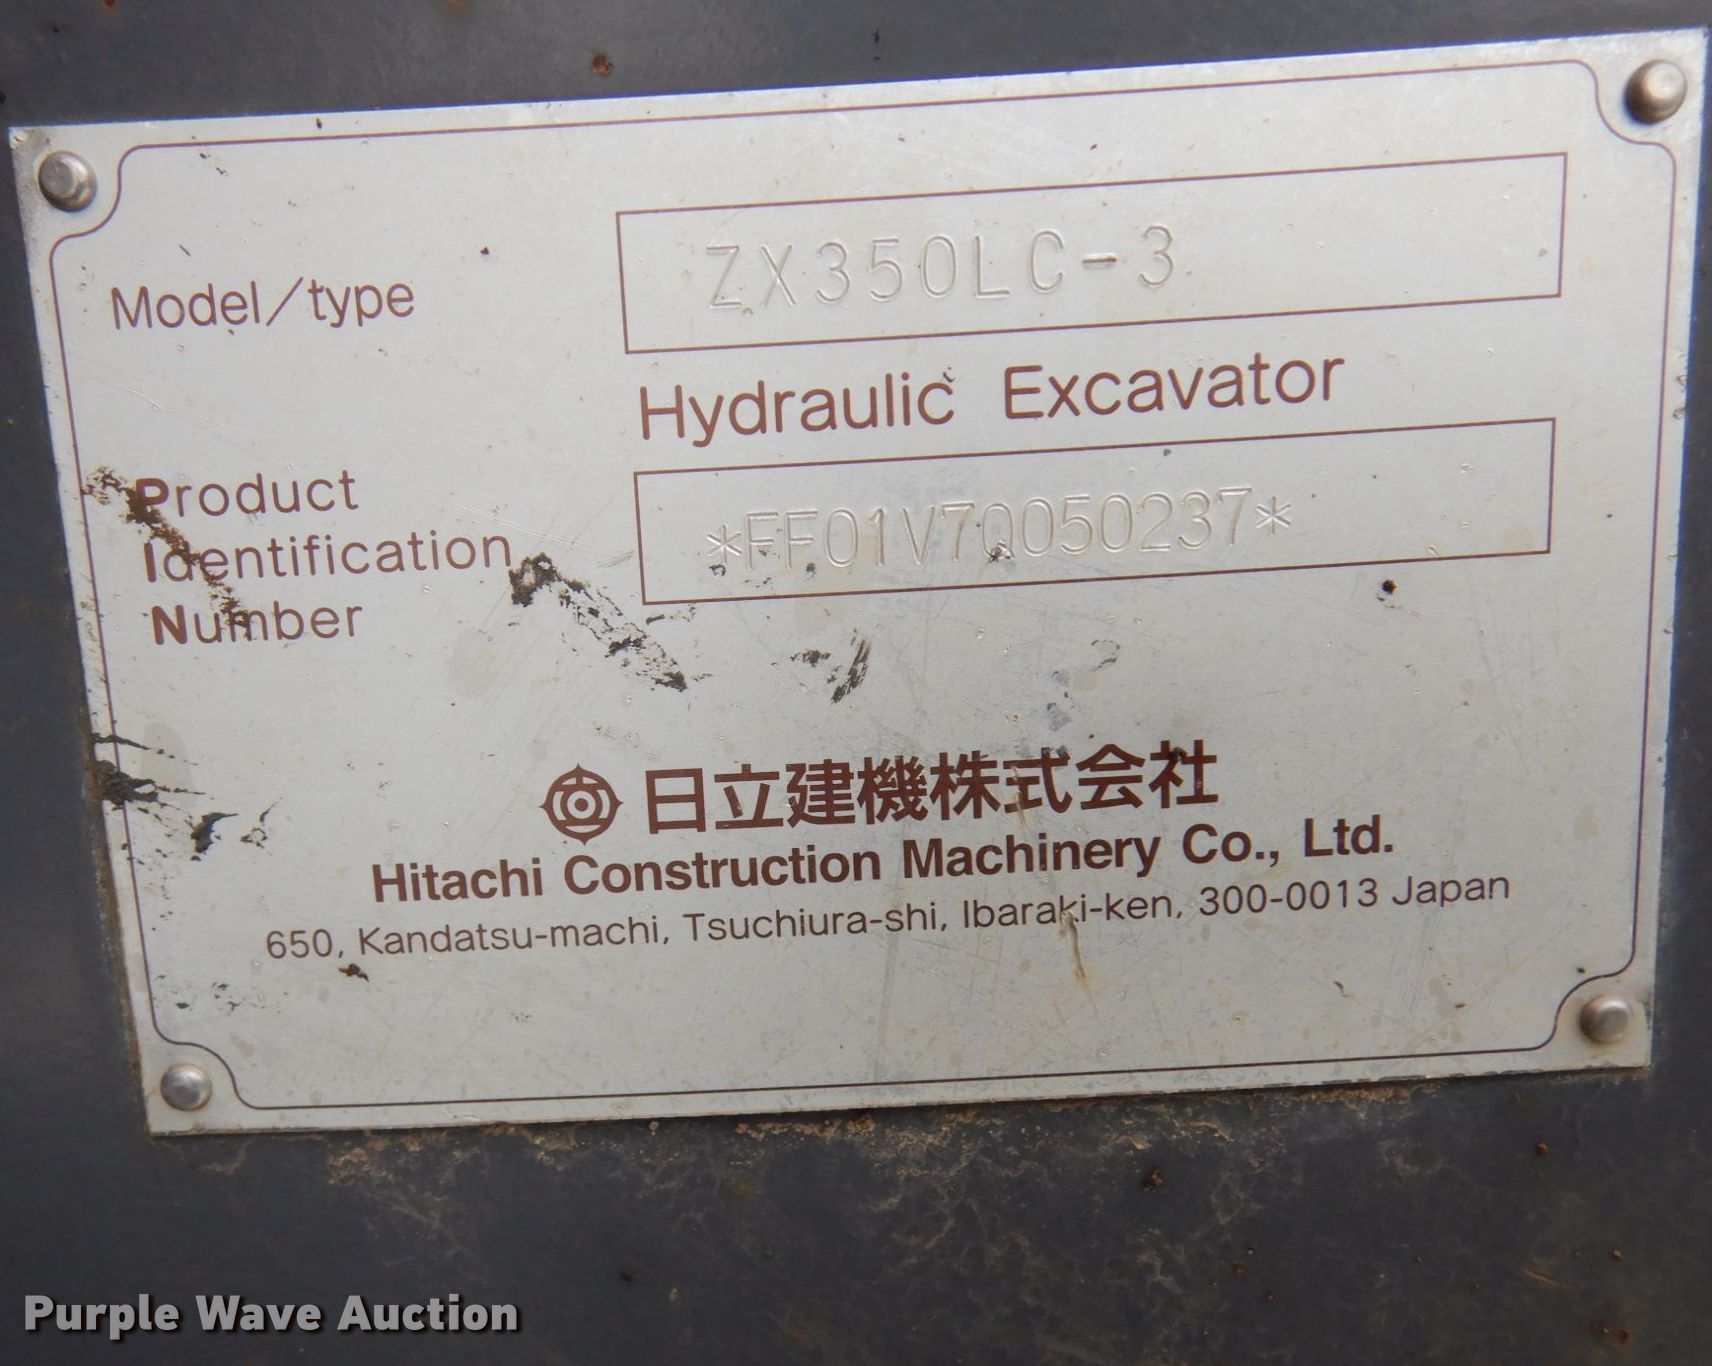 Model/type
ZX350LC-3
Hydraulic Excavator
Product
Identification
Number
*FF01V7Q050237*
日立建機株式会社
Hitachi Construction Machinery Co., Ltd.
650, Kandatsu-machi, Tsuchiura-shi, Ibaraki-ken, 300-0013 Japan
Purple Wave Auction